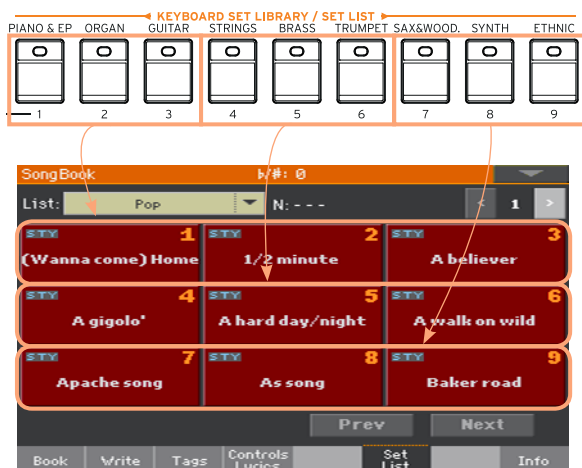 KEYBOARD SET LIBRARY / SET LIST
PIANO & EP ORGAN GUITAR STRINGS BRASS TRUMPET SAX&WOOD. SYNTH ETHNIC
1 2 3 4 5 6 7 8 9
SongBook ♭/#: 0
List: Pop N: - - - < 1 >
STY 1 STY 2 STY 3
(Wanna come) Home 1/2 minute A believer
STY 4 STY 5 STY 6
A gigolo' A hard day/night A walk on wild
STY 7 STY 8 STY 9
Apache song As song Baker road
Prev Next
Book Write Tags Controls Lyrics Set List Info